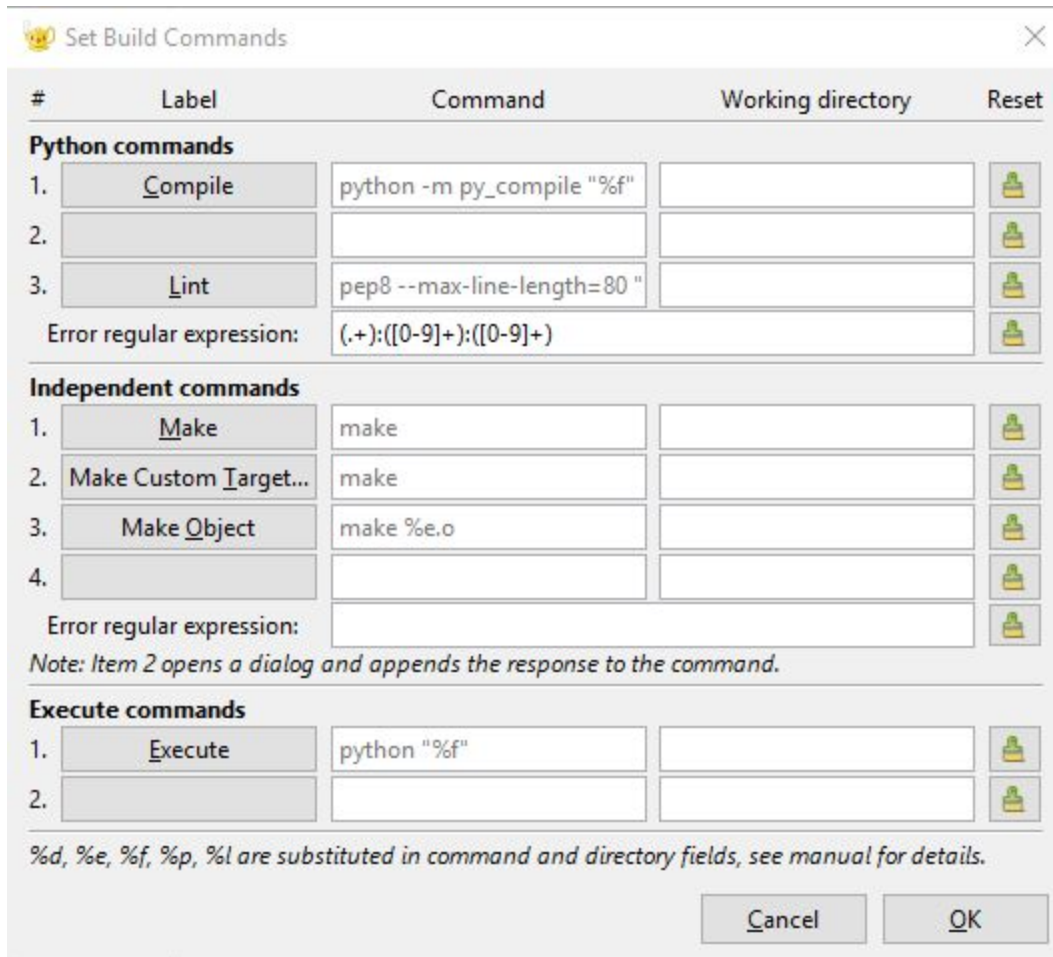 Set Build Commands
# Label Command Working directory Reset
Python commands
1. Compile python -m py_compile "%f"
2.
3. Lint pep8 --max-line-length=80 "
Error regular expression: (.+):([0-9]+):([0-9]+)
Independent commands
1. Make make
2. Make Custom Target... make
3. Make Object make %e.o
4.
Error regular expression:
Note: Item 2 opens a dialog and appends the response to the command.
Execute commands
1. Execute python "%f"
2.
%d, %e, %f, %p, %l are substituted in command and directory fields, see manual for details.
Cancel OK